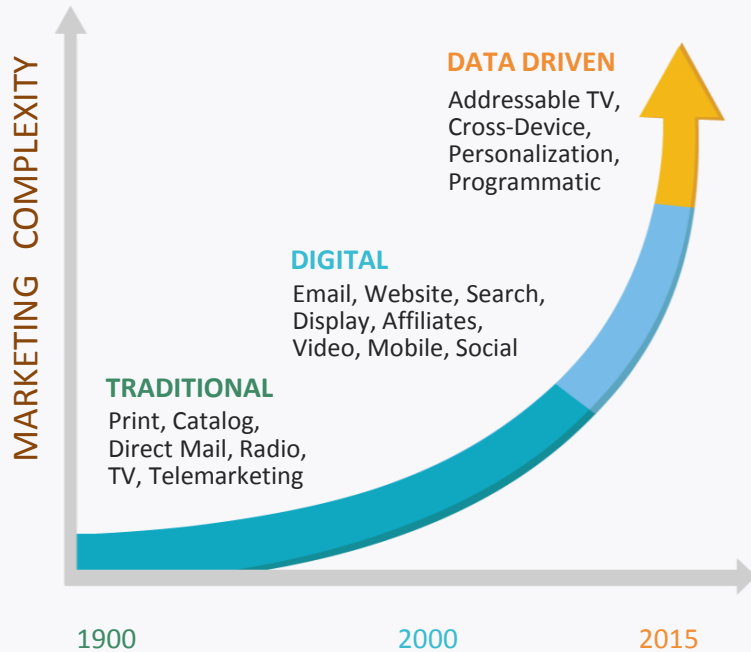 MARKETING COMPLEXITY
DATA DRIVEN
Addressable TV,
Cross-Device,
Personalization,
Programmatic
DIGITAL
Email, Website, Search,
Display, Affiliates,
Video, Mobile, Social
TRADITIONAL
Print, Catalog,
Direct Mail, Radio,
TV, Telemarketing
1900
2000
2015